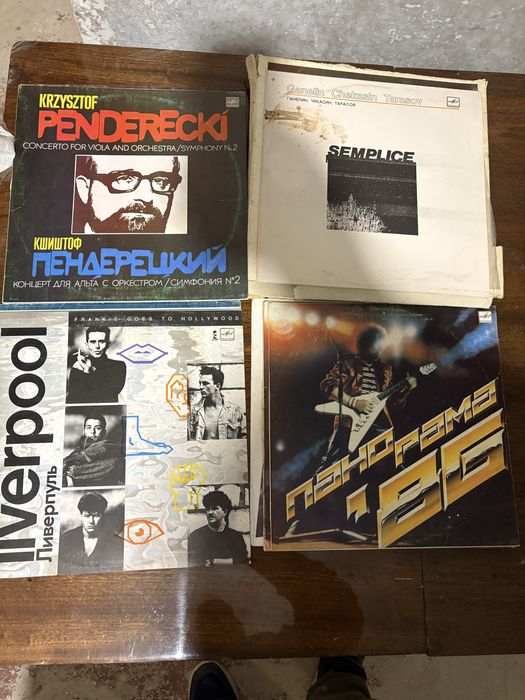 KRZYSZTOF
PENDERECKI
CONCERTO FOR VIOLA AND ORCHESTRA/SYMPHONY №2
КШИШТОФ
ПЕНДЕРЕЦКИЙ
КОНЦЕРТ ДЛЯ АЛЬТА С ОРКЕСТРОМ/СИМФОНИЯ №2
Ganelin Chekasin Tarasov
ГАНЕЛИН, ЧЕКАСИН, ТАРАСОВ
SEMPLICE
FRANKIE GOES TO HOLLYWOOD
liverpool
Ливерпуль
Панорама
'86